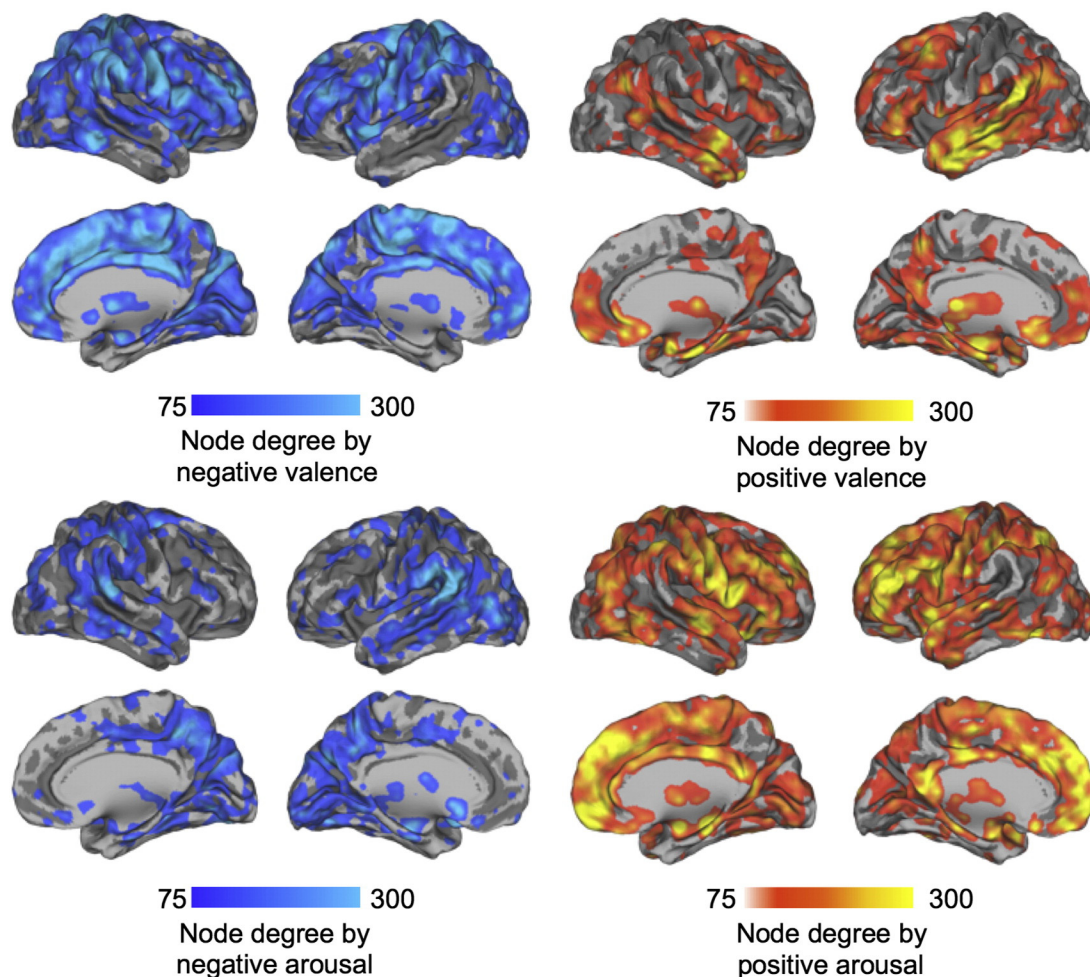 75 300
Node degree by
negative valence
75 300
Node degree by
positive valence
75 300
Node degree by
negative arousal
75 300
Node degree by
positive arousal